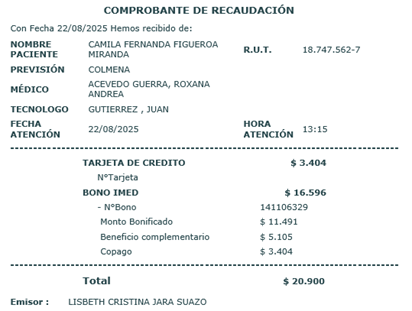 COMPROBANTE DE RECAUDACIÓN
Con Fecha 22/08/2025 Hemos recibido de:
NOMBRE PACIENTE CAMILA FERNANDA FIGUEROA MIRANDA R.U.T. 18.747.562-7
PREVISIÓN COLMENA
MÉDICO ACEVEDO GUERRA, ROXANA ANDREA
TECNOLOGO GUTIERREZ , JUAN
FECHA ATENCIÓN 22/08/2025 HORA ATENCIÓN 13:15
TARJETA DE CREDITO $ 3.404
N°Tarjeta
BONO IMED $ 16.596
- N°Bono 141106329
Monto Bonificado $ 11.491
Beneficio complementario $ 5.105
Copago $ 3.404
Total $ 20.900
Emisor : LISBETH CRISTINA JARA SUAZO